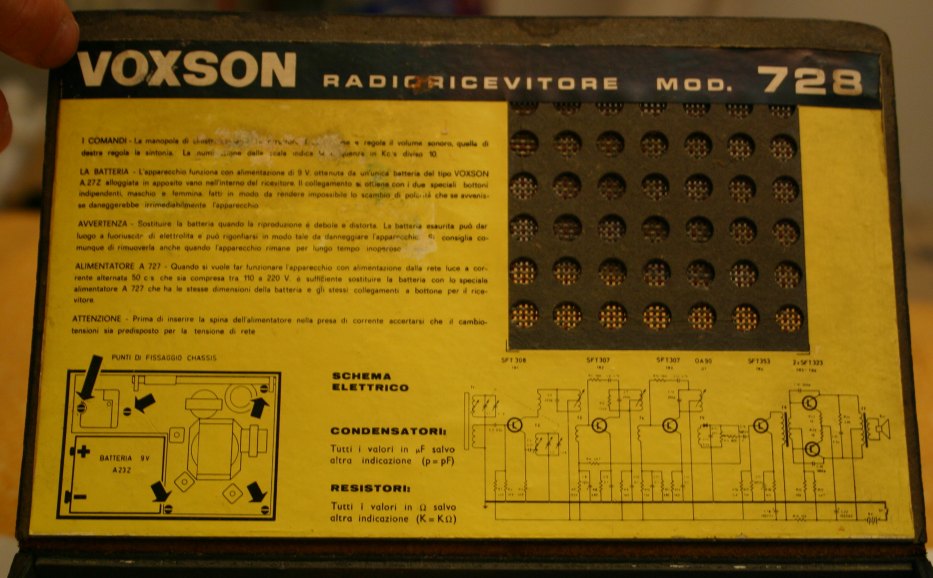 VOXSON RADIORICEVITORE MOD. 728
I COMANDI - La manopola di sinistra e regola il volume sonoro, quella di
destra regola la sintonia. La numerazione della scala indica la frequenza in Kc/s diviso 10.
LA BATTERIA - L'apparecchio funziona con alimentazione di 9 V. ottenuta da un'unica batteria del tipo VOXSON
A.27Z alloggiata in apposito vano nell'interno del ricevitore. Il collegamento si ottiene con i due speciali bottoni
indipendenti, maschio e femmina, fatti in modo da rendere impossibile lo scambio di polarità che se avvenis-
se daneggerebbe irrimediabilmente l'apparecchio
AVVERTENZA - Sostituire la batteria quando la riproduzione è debole e distorta. La batteria esaurita può dar
luogo a fuoruscite di elettrolita e può rigonfiarsi in modo tale da danneggiare l'apparecchio. Si consiglia co-
munque di rimuoverla anche quando l'apparecchio rimane per lungo tempo inoperoso
ALIMENTATORE A 727 - Quando si vuole far funzionare l'apparecchio con alimentazione dalla rete luce a cor-
rente alternata 50 c-s che sia compresa tra 110 a 220 V. è sufficiente sostituire la batteria con lo speciale
alimentatore A 727 che ha le stesse dimensioni della batteria e gli stessi collegamenti a bottone per il rice-
vitore.
ATTENZIONE - Prima di inserire la spina dell'alimentatore nella presa di corrente accertarsi che il cambio-
tensioni sia predisposto per la tensione di rete
PUNTI DI FISSAGGIO CHASSIS
BATTERIA 9V
A23Z
SCHEMA
ELETTRICO
CONDENSATORI:
Tutti i valori in µF salvo
altra indicazione (p=pF)
RESISTORI:
Tutti i valori in Ω salvo
altra indicazione (K=KΩ)
SFT308 SFT307 SFT307 OA90 SFT353 2xSFT323